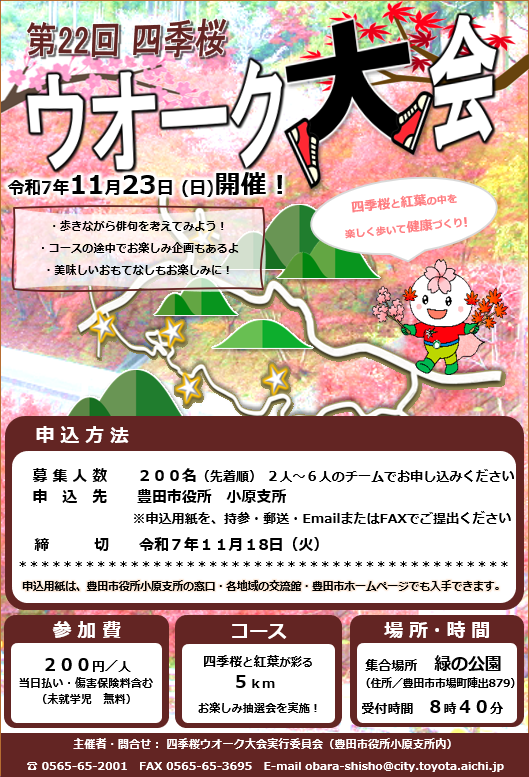 第22回 四季桜
ウオーク大会
令和7年11月23日 (日)開催！
・歩きながら俳句を考えてみよう！
・コースの途中でお楽しみ企画もあるよ
・美味しいおもてなしもお楽しみに！
四季桜と紅葉の中を
楽しく歩いて健康づくり!
申込方法
募集人数　２００名（先着順）２人～６人のチームでお申し込みください
申　込　先　豊田市役所　小原支所
※申込用紙を、持参・郵送・EmailまたはFAXでご提出ください
締　　切　令和７年１１月１８日（火）
＊＊＊＊＊＊＊＊＊＊＊＊＊＊＊＊＊＊＊＊＊＊＊＊＊＊＊＊＊＊＊＊＊＊＊＊＊＊＊＊＊＊＊
申込用紙は、豊田市役所小原支所の窓口・各地域の交流館・豊田市ホームページでも入手できます。
参加費
２００円／人
当日払い・傷害保険料含む
（未就学児　無料）
コース
四季桜と紅葉が彩る
５ｋｍ
お楽しみ抽選会を実施！
場所・時間
集合場所　緑の公園
（住所／豊田市市場町陣出879）
受付時間　８時４０分
主催者・問合せ： 四季桜ウオーク大会実行委員会（豊田市役所小原支所内）
☎ 0565-65-2001　FAX 0565-65-3695　E-mail obara-shisho@city.toyota.aichi.jp